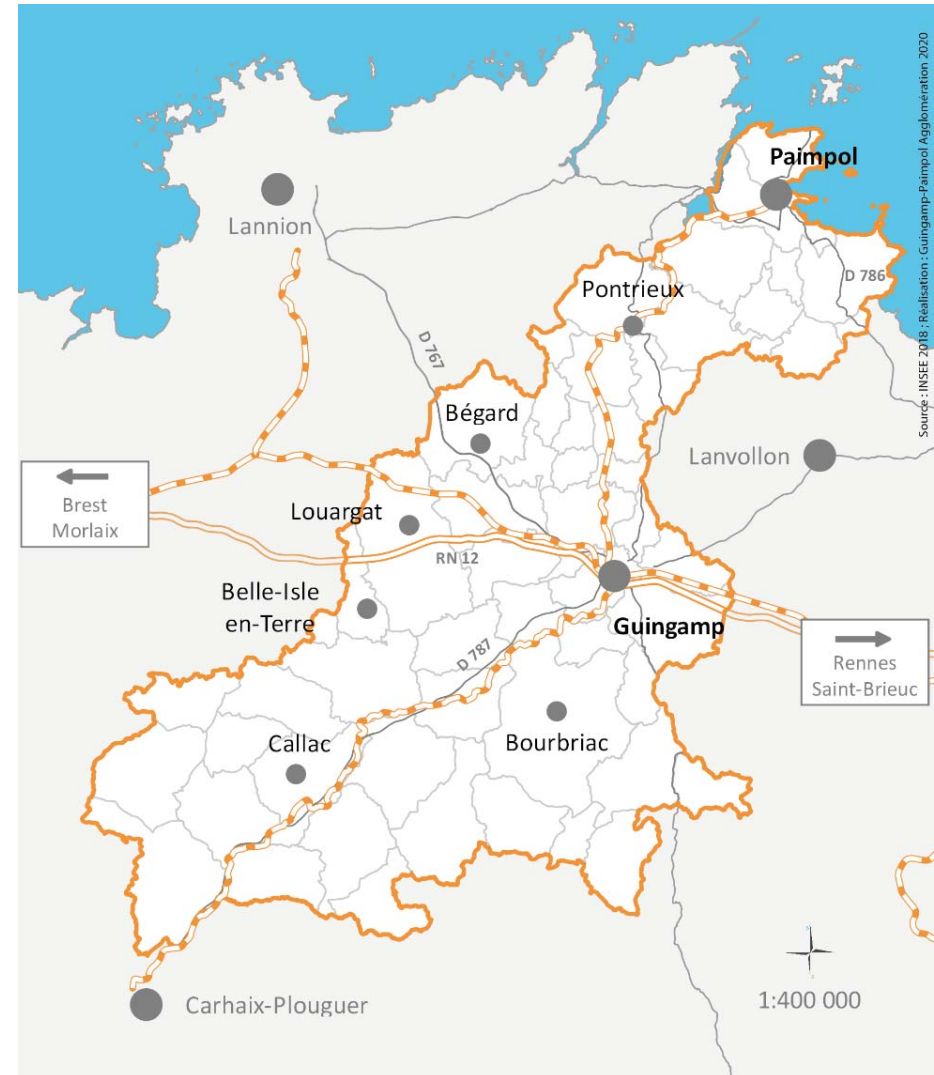 Paimpol
Lannion
D 786
Pontrieux
D 767
Bégard
Lanvollon
Brest
Morlaix
Louargat
RN 12
Belle-Isle
en-Terre
Guingamp
D 787
Rennes
Saint-Brieuc
Callac
Bourbriac
Carhaix-Plouguer
1:400 000
Source : INSEE 2018 ; Réalisation : Guingamp-Paimpol Agglomération 2020